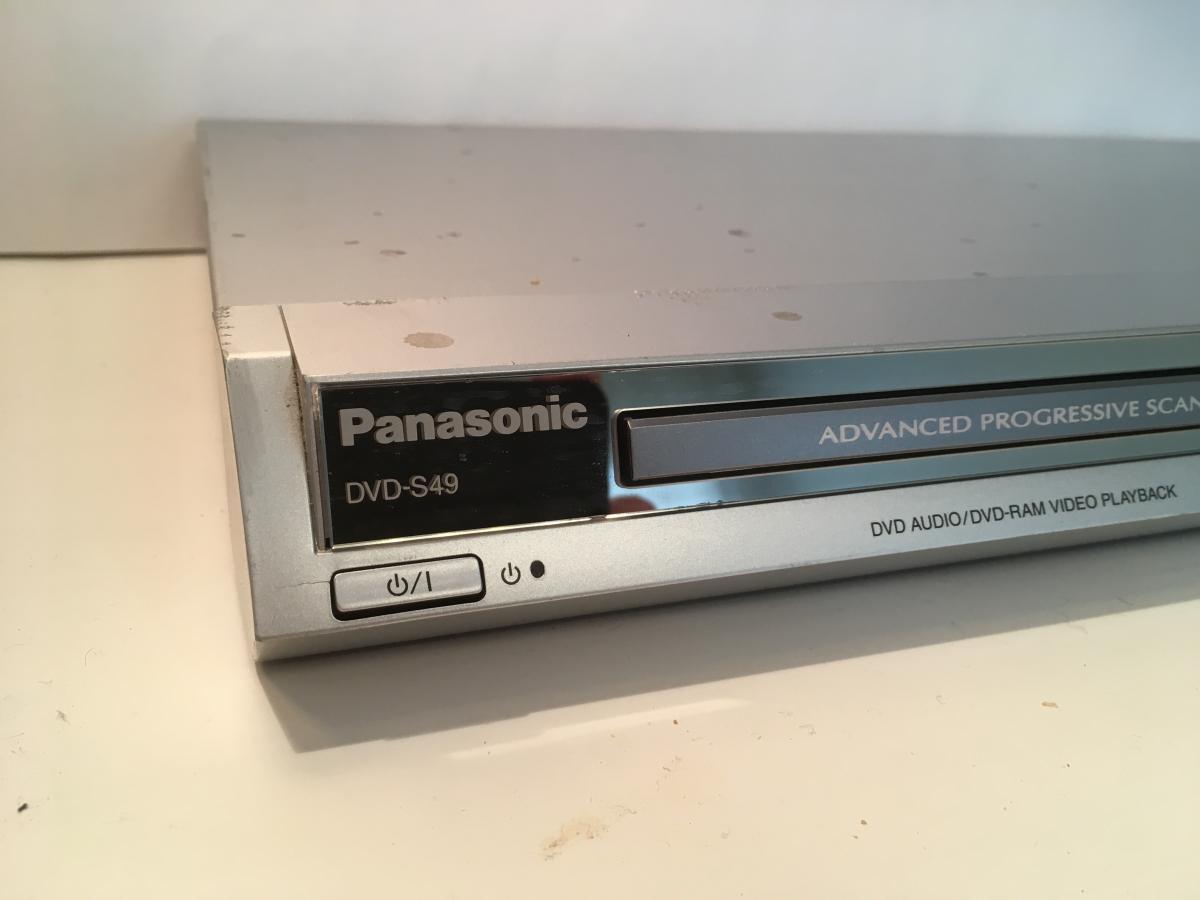 Panasonic
DVD-S49
ADVANCED PROGRESSIVE SCAN
DVD AUDIO/DVD-RAM VIDEO PLAYBACK
⏻/I
⏻